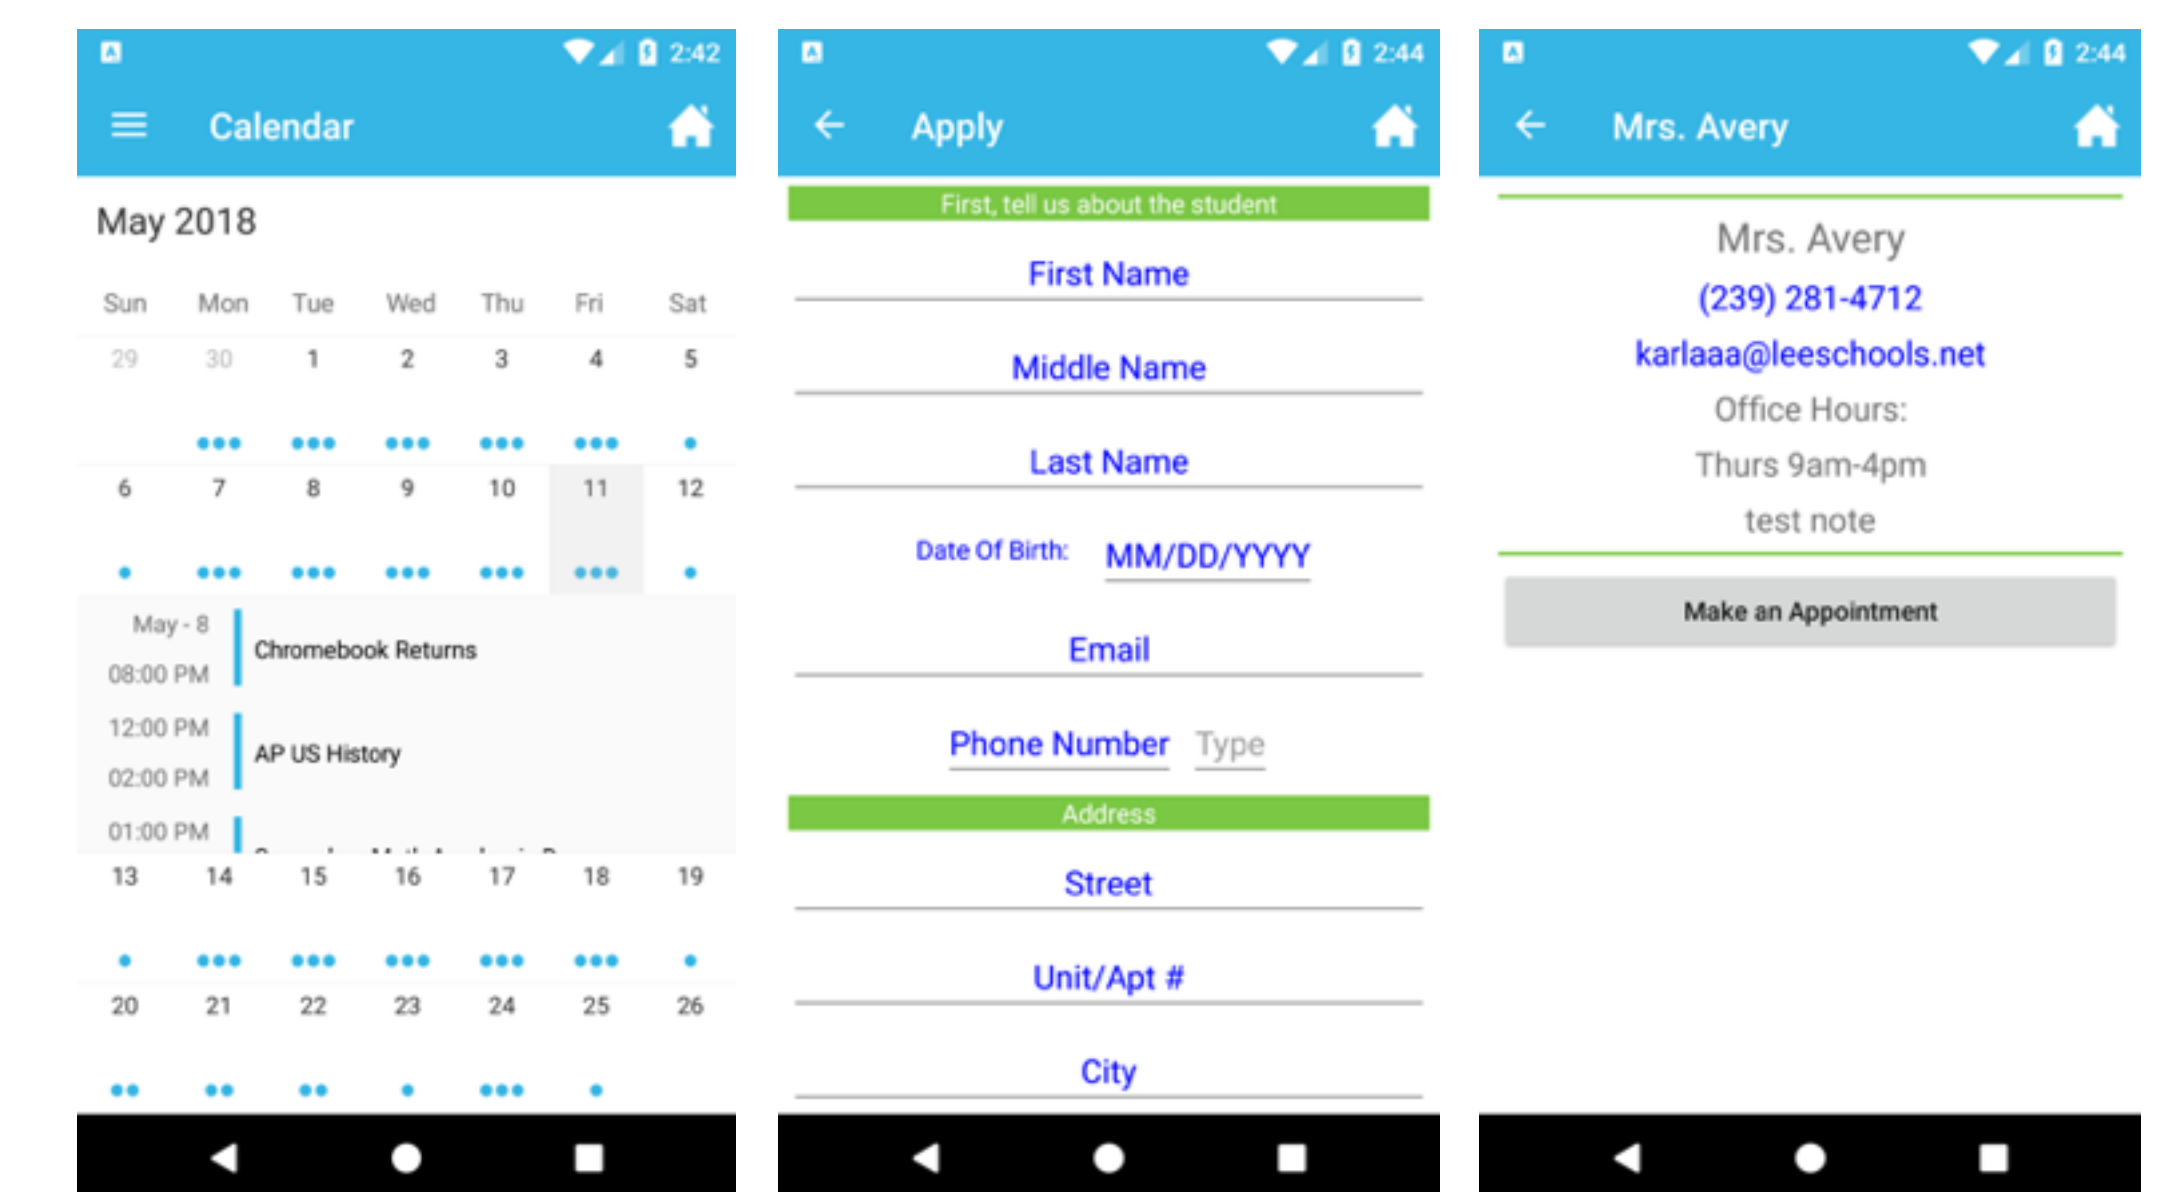 2:42
Calendar
May 2018
Sun Mon Tue Wed Thu Fri Sat
29 30 1 2 3 4 5
6 7 8 9 10 11 12
May - 8
Chromebook Returns
08:00 PM
12:00 PM
AP US History
02:00 PM
01:00 PM
13 14 15 16 17 18 19
20 21 22 23 24 25 26
2:44
Apply
First, tell us about the student
First Name
Middle Name
Last Name
Date Of Birth: MM/DD/YYYY
Email
Phone Number Type
Address
Street
Unit/Apt #
City
2:44
Mrs. Avery
Mrs. Avery
(239) 281-4712
karlaaa@leeschools.net
Office Hours:
Thurs 9am-4pm
test note
Make an Appointment